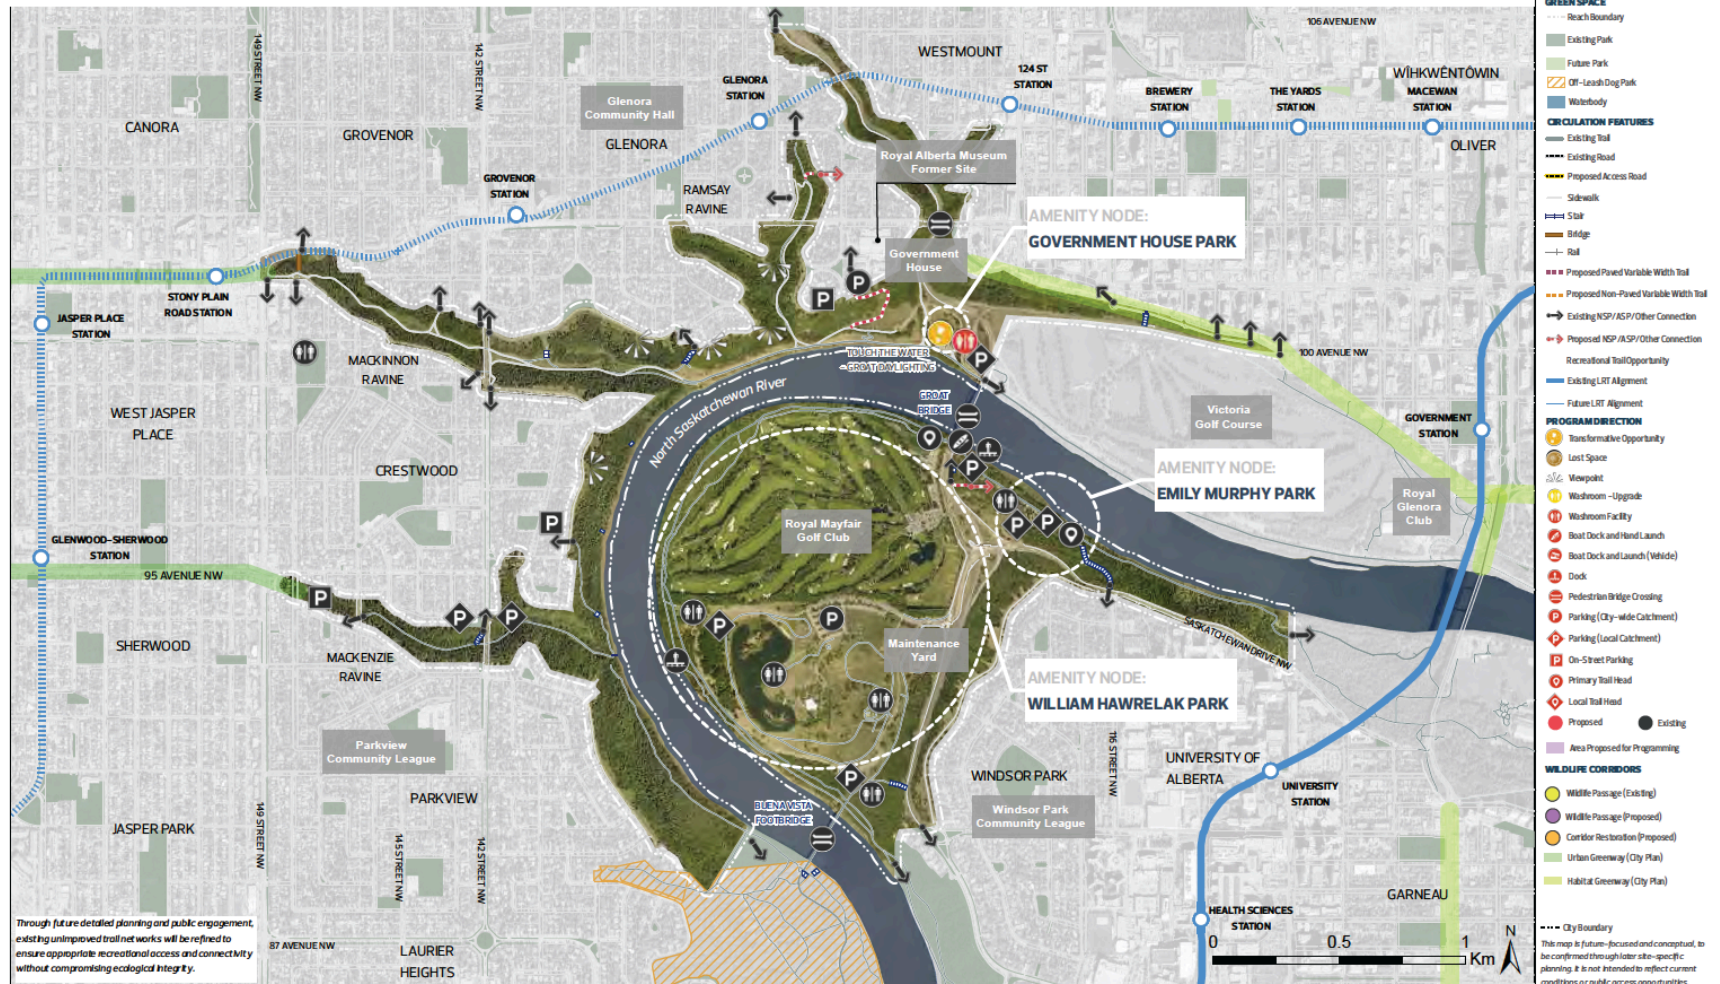 106 AVENUE NW
WESTMOUNT
149 STREET NW
142 STREET NW
GLENORA
STATION
124 ST
STATION
BREWERY
STATION
THE YARDS
STATION
WÎHKWÊNTÔWIN
MACEWAN
STATION
OLIVER
CANORA
GROVENOR
Glenora
Community Hall
GLENORA
Royal Alberta Museum
Former Site
GROVENOR
STATION
RAMSAY
RAVINE
AMENITY NODE:
GOVERNMENT HOUSE PARK
Government
House
STONY PLAIN
ROAD STATION
JASPER PLACE
STATION
MACKINNON
RAVINE
TOUCH THE WATER
- GROAT DAYLIGHTING
100 AVENUE NW
North Saskatchewan River
GROAT
BRIDGE
Victoria
Golf Course
GOVERNMENT
STATION
WEST JASPER
PLACE
CRESTWOOD
AMENITY NODE:
EMILY MURPHY PARK
Royal
Glenora
Club
Royal Mayfair
Golf Club
GLENWOOD-SHERWOOD
STATION
95 AVENUE NW
SHERWOOD
MACKENZIE
RAVINE
Maintenance
Yard
SASKATCHEWAN DRIVE NW
AMENITY NODE:
WILLIAM HAWRELAK PARK
Parkview
Community League
PARKVIEW
116 STREET NW
UNIVERSITY OF
ALBERTA
UNIVERSITY
STATION
WINDSOR PARK
Windsor Park
Community League
BUENA VISTA
FOOTBRIDGE
JASPER PARK
149 STREET NW
145 STREET NW
142 STREET NW
GARNEAU
HEALTH SCIENCES
STATION
87 AVENUE NW
LAURIER
HEIGHTS
Through future detailed planning and public engagement,
existing unimproved trail networks will be refined to
ensure appropriate recreational access and connectivity
without compromising ecological integrity.
0 0.5 1
Km
N
GREEN SPACE
Reach Boundary
Existing Park
Future Park
Off-Leash Dog Park
Waterbody
CIRCULATION FEATURES
Existing Trail
Existing Road
Proposed Access Road
Sidewalk
Stair
Bridge
Rail
Proposed Paved Variable Width Trail
Proposed Non-Paved Variable Width Trail
Existing NSP/ASP/Other Connection
Proposed NSP/ASP/Other Connection
Recreational Trail Opportunity
Existing LRT Alignment
Future LRT Alignment
PROGRAM DIRECTION
Transformative Opportunity
Lost Space
Viewpoint
Washroom - Upgrade
Washroom Facility
Boat Dock and Hand Launch
Boat Dock and Launch (Vehicle)
Dock
Pedestrian Bridge Crossing
Parking (City-wide Catchment)
Parking (Local Catchment)
On-Street Parking
Primary Trail Head
Local Trail Head
Proposed Existing
Area Proposed for Programming
WILDLIFE CORRIDORS
Wildlife Passage (Existing)
Wildlife Passage (Proposed)
Corridor Restoration (Proposed)
Urban Greenway (City Plan)
Habitat Greenway (City Plan)
City Boundary
This map is future-focused and conceptual, to
be confirmed through later site-specific
planning. It is not intended to reflect current
conditions or public access opportunities